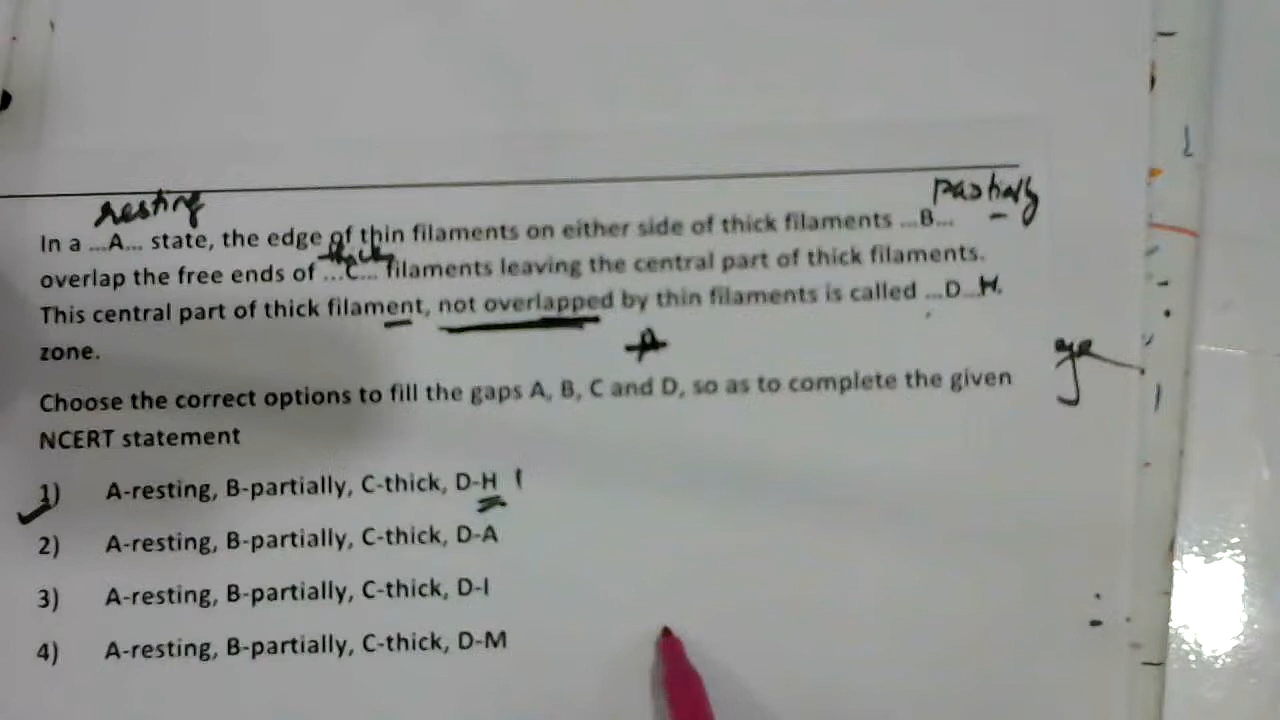 resting
partially
In a ...A... state, the edge of thin filaments on either side of thick filaments ...B...
thick
overlap the free ends of ...C... filaments leaving the central part of thick filaments.
This central part of thick filament, not overlapped by thin filaments is called ...D... H.
zone.
A
Choose the correct options to fill the gaps A, B, C and D, so as to complete the given
NCERT statement
1) A-resting, B-partially, C-thick, D-H
2) A-resting, B-partially, C-thick, D-A
3) A-resting, B-partially, C-thick, D-I
4) A-resting, B-partially, C-thick, D-M